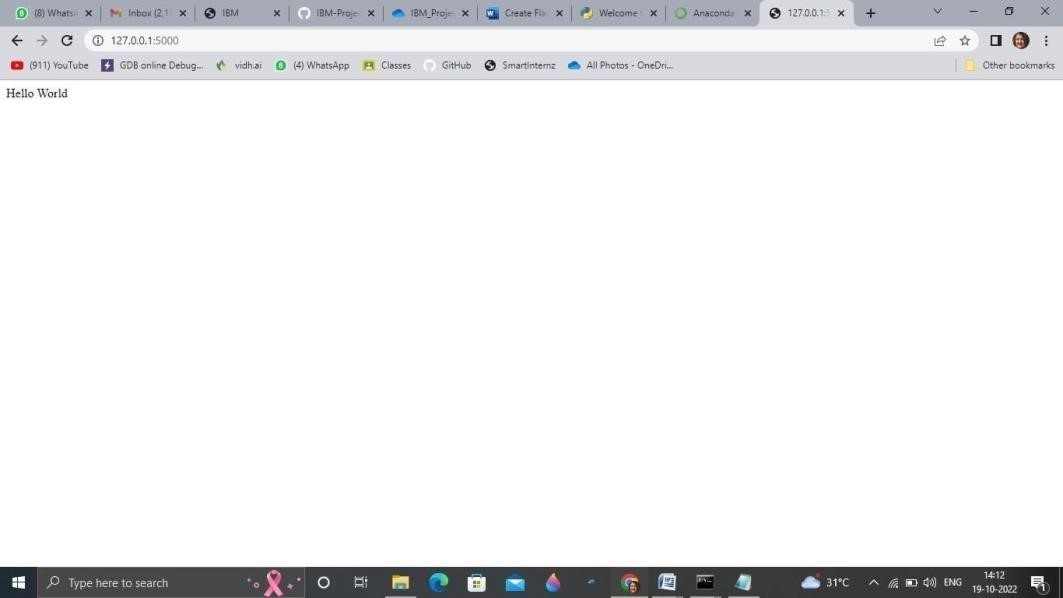 (8) Whats
Inbox (2,1
IBM
IBM-Proje
IBM_Proje
Create Fla
Welcome
Anaconda
127.0.0.1:5
127.0.0.1:5000
(911) YouTube
GDB online Debug...
vidh.ai
(4) WhatsApp
Classes
GitHub
SmartInternz
All Photos - OneDri...
Other bookmarks
Hello World
Type here to search
31°C
ENG
14:12
19-10-2022
1